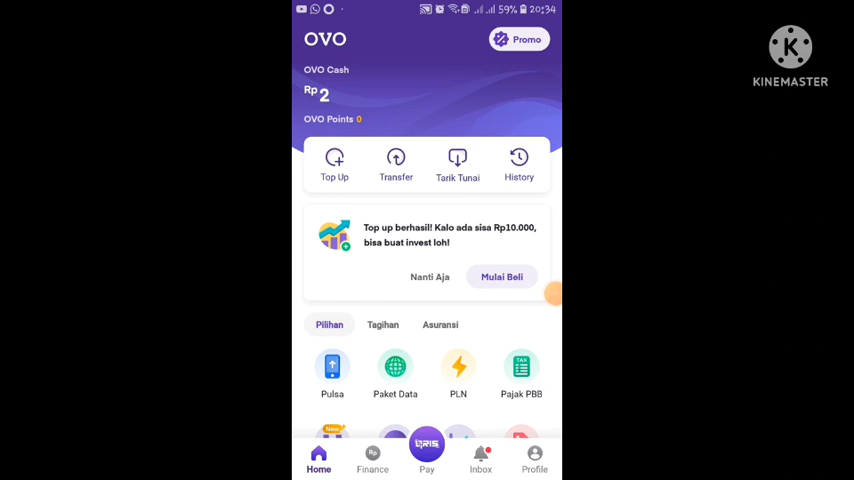 59% 20:34
OVO
Promo
KINEMASTER
OVO Cash
Rp 2
OVO Points 0
Top Up
Transfer
Tarik Tunai
History
Top up berhasil! Kalo ada sisa Rp10.000,
bisa buat invest loh!
Nanti Aja
Mulai Beli
Pilihan
Tagihan
Asuransi
Pulsa
Paket Data
TAX
PLN
Pajak PBB
New
QRIS
Rp
Home
Finance
Pay
Inbox
Profile